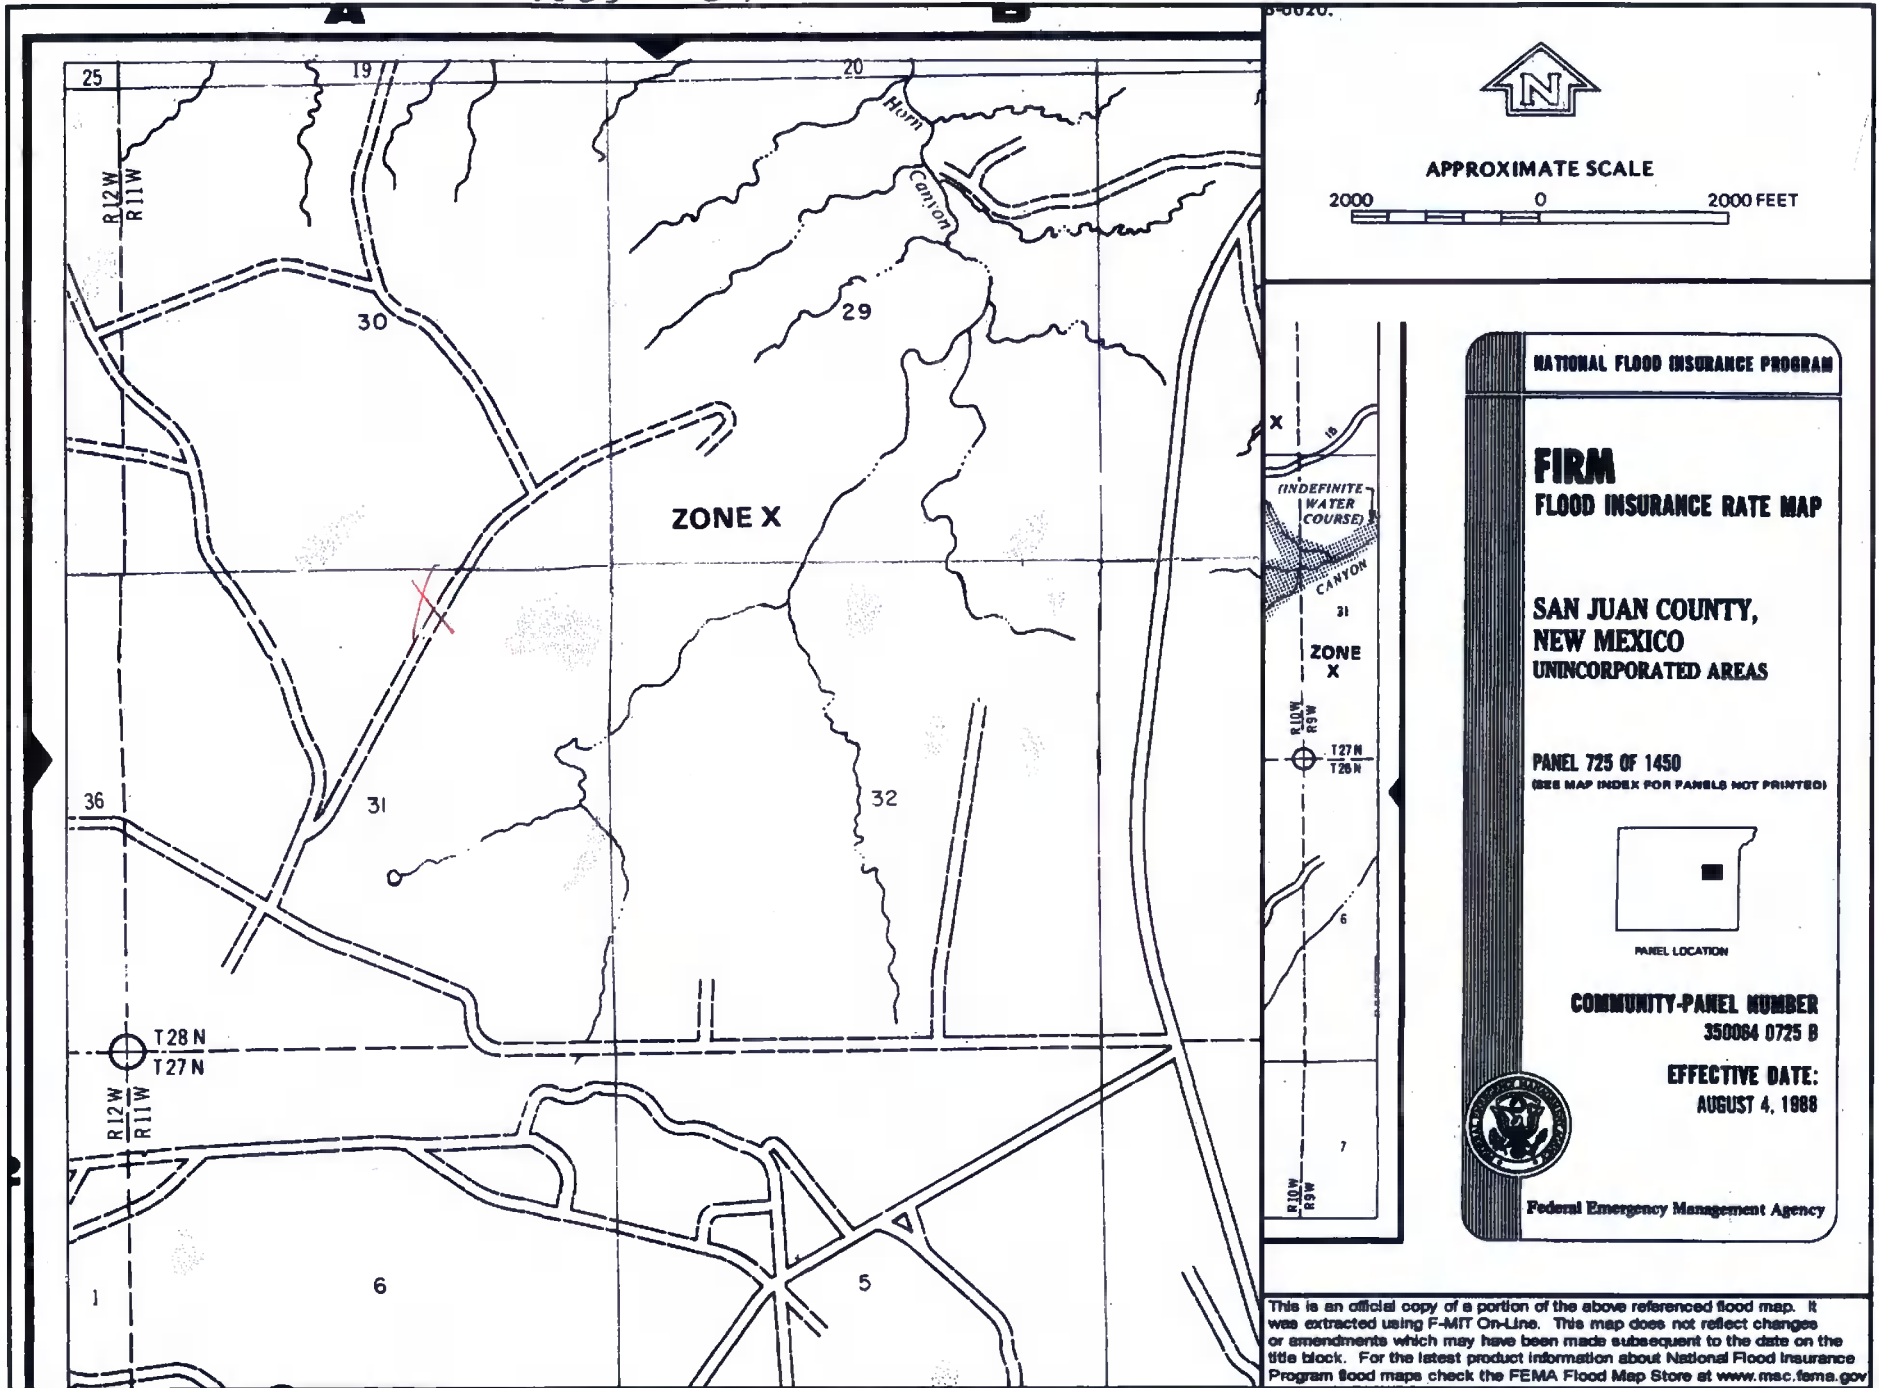 A
B
25
19
20
Horn
Canyon
R12W
R11W
30
29
ZONE X
36
31
32
T28N
T27N
R12W
R11W
1
6
5
N
APPROXIMATE SCALE
2000 0 2000 FEET
X
18
(INDEFINITE
WATER
COURSE)
CANYON
31
ZONE
X
R10W
R9W
T27N
T26N
6
7
R10W
R9W
NATIONAL FLOOD INSURANCE PROGRAM
FIRM
FLOOD INSURANCE RATE MAP
SAN JUAN COUNTY,
NEW MEXICO
UNINCORPORATED AREAS
PANEL 725 OF 1450
(SEE MAP INDEX FOR PANELS NOT PRINTED)
PANEL LOCATION
COMMUNITY-PANEL NUMBER
350064 0725 B
EFFECTIVE DATE:
AUGUST 4, 1988
Federal Emergency Management Agency
This is an official copy of a portion of the above referenced flood map. It
was extracted using F-MIT On-Line. This map does not reflect changes
or amendments which may have been made subsequent to the date on the
title block. For the latest product information about National Flood Insurance
Program flood maps check the FEMA Flood Map Store at www.msc.fema.gov